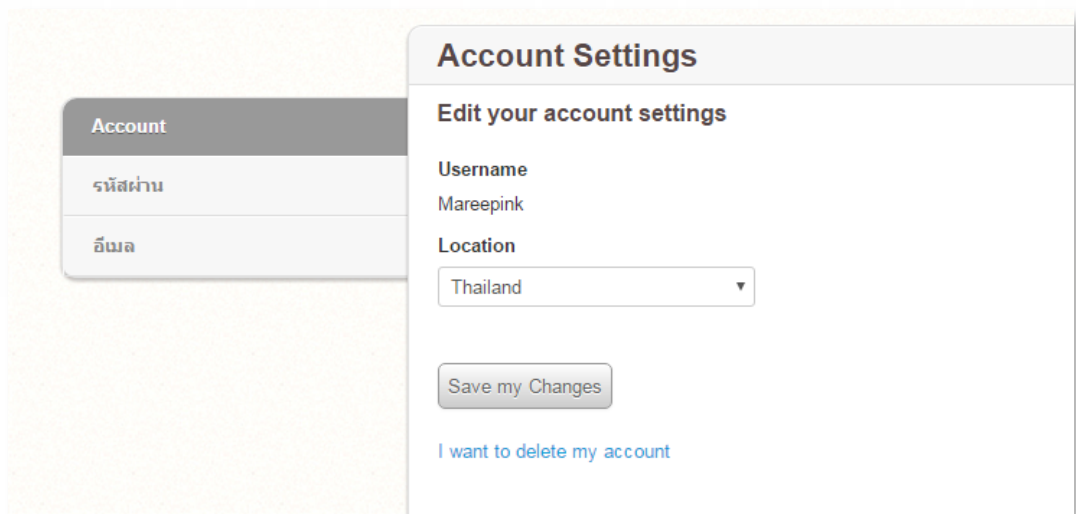 Account Settings
Account
รหัสผ่าน
อีเมล
Edit your account settings
Username
Mareepink
Location
Thailand
Save my Changes
I want to delete my account